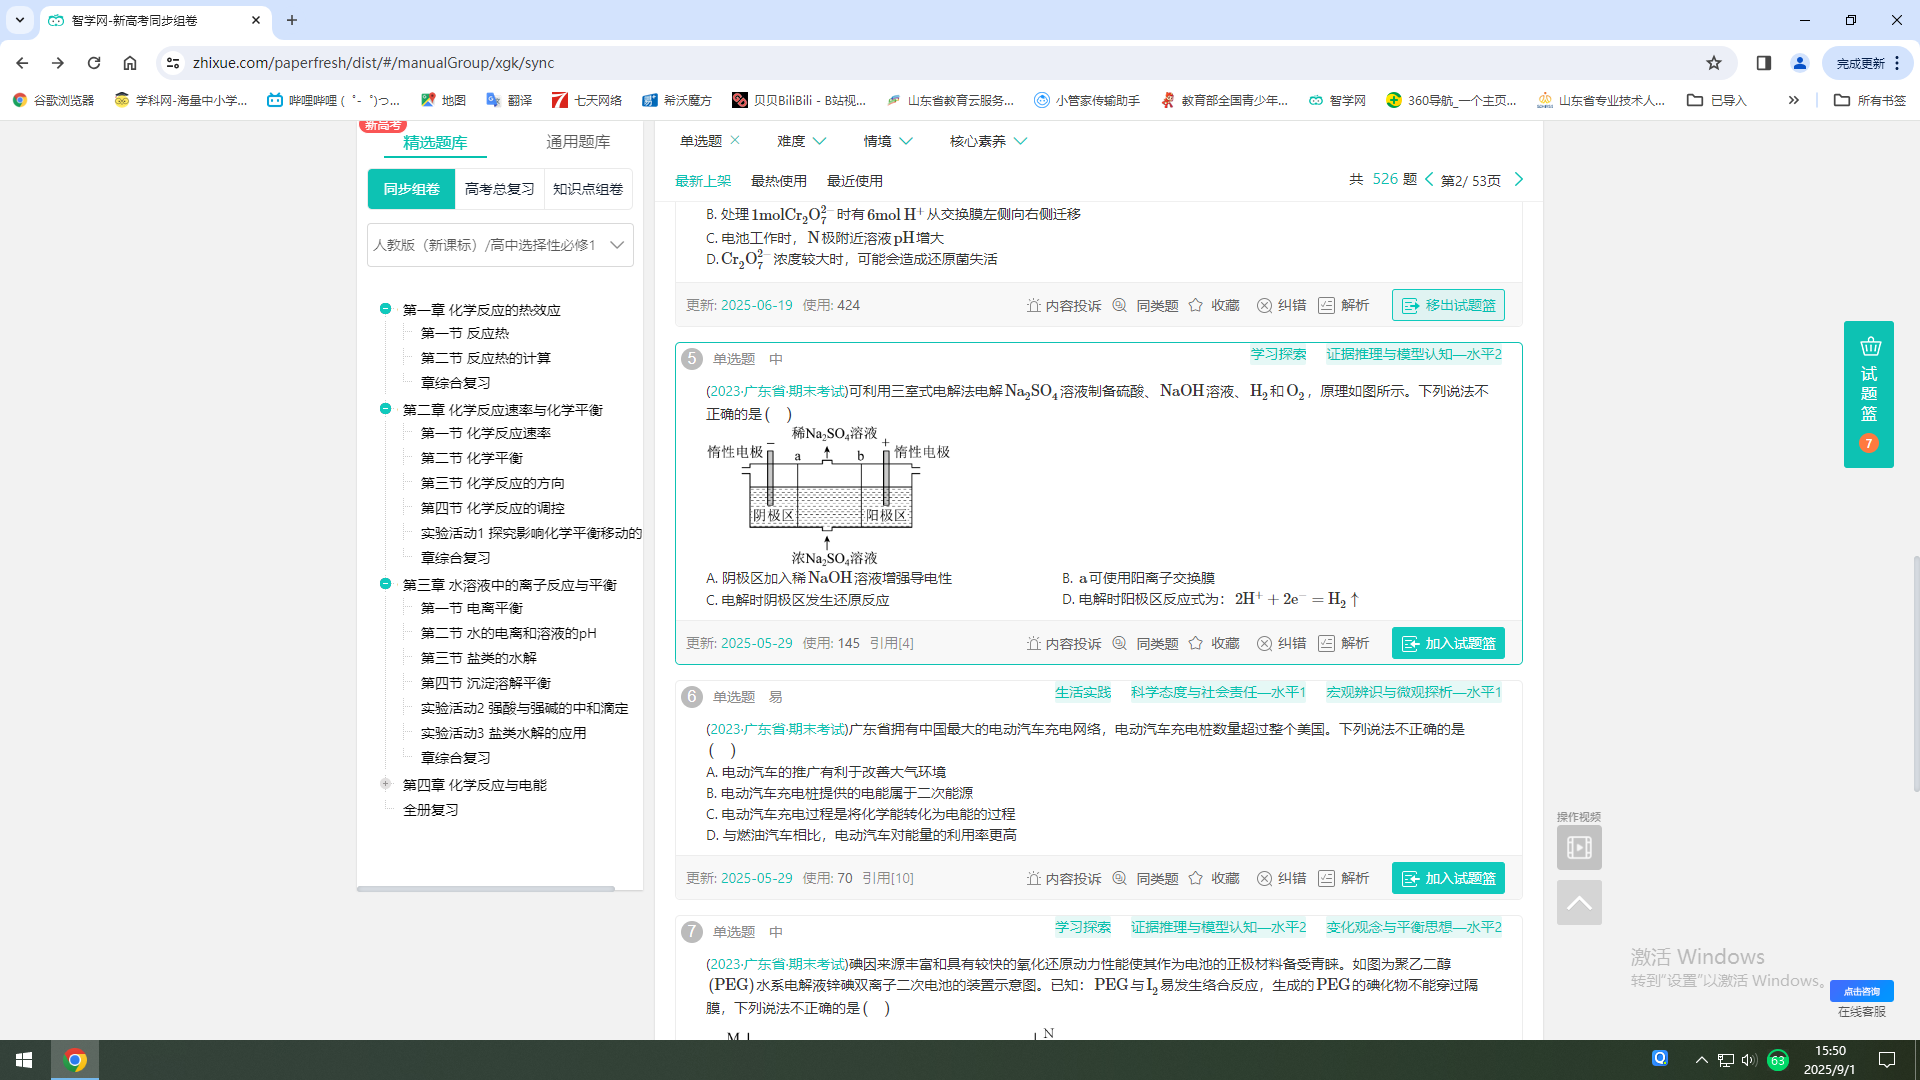 智学网-新高考同步组卷
zhixue.com/paperfresh/dist/#/manualGroup/xgk/sync
完成更新
谷歌浏览器 学科网-海量中小学... 哔哩哔哩 (゜-゜)つ... 地图 翻译 七天网络 希沃魔方 贝贝BiliBili - B站视... 山东省教育云服务... 小管家传输助手 教育部全国青少年... 智学网 360导航_一个主页... 山东省专业技术人... 已导入 » 所有书签
新高考
精选题库 通用题库
同步组卷 高考总复习 知识点组卷
人教版（新课标）/高中选择性必修1
第一章 化学反应的热效应
第一节 反应热
第二节 反应热的计算
章综合复习
第二章 化学反应速率与化学平衡
第一节 化学反应速率
第二节 化学平衡
第三节 化学反应的方向
第四节 化学反应的调控
实验活动1 探究影响化学平衡移动的
章综合复习
第三章 水溶液中的离子反应与平衡
第一节 电离平衡
第二节 水的电离和溶液的pH
第三节 盐类的水解
第四节 沉淀溶解平衡
实验活动2 强酸与强碱的中和滴定
实验活动3 盐类水解的应用
章综合复习
第四章 化学反应与电能
全册复习
单选题 × 难度 情境 核心素养
最新上架 最热使用 最近使用 共 526 题 第2/ 53页
B. 处理1molCr₂O₇²⁻时有6mol H⁺从交换膜左侧向右侧迁移
C. 电池工作时，N极附近溶液pH增大
D. Cr₂O₇²⁻浓度较大时，可能会造成还原菌失活
更新: 2025-06-19 使用: 424 内容投诉 同类题 收藏 纠错 解析 移出试题篮
5 单选题 中 学习探索 证据推理与模型认知—水平2
(2023·广东省·期末考试)可利用三室式电解法电解Na₂SO₄溶液制备硫酸、NaOH溶液、H₂和O₂，原理如图所示。下列说法不
正确的是( )
稀Na₂SO₄溶液
惰性电极 − a b + 惰性电极
阴极区 阳极区
浓Na₂SO₄溶液
A. 阴极区加入稀NaOH溶液增强导电性 B. a可使用阳离子交换膜
C. 电解时阴极区发生还原反应 D. 电解时阳极区反应式为：2H⁺ + 2e⁻ = H₂↑
更新: 2025-05-29 使用: 145 引用[4] 内容投诉 同类题 收藏 纠错 解析 加入试题篮
6 单选题 易 生活实践 科学态度与社会责任—水平1 宏观辨识与微观探析—水平1
(2023·广东省·期末考试)广东省拥有中国最大的电动汽车充电网络，电动汽车充电桩数量超过整个美国。下列说法不正确的是
( )
A. 电动汽车的推广有利于改善大气环境
B. 电动汽车充电桩提供的电能属于二次能源
C. 电动汽车充电过程是将化学能转化为电能的过程
D. 与燃油汽车相比，电动汽车对能量的利用率更高
更新: 2025-05-29 使用: 70 引用[10] 内容投诉 同类题 收藏 纠错 解析 加入试题篮
7 单选题 中 学习探索 证据推理与模型认知—水平2 变化观念与平衡思想—水平2
(2023·广东省·期末考试)碘因来源丰富和具有较快的氧化还原动力性能使其作为电池的正极材料备受青睐。如图为聚乙二醇
(PEG)水系电解液锌碘双离子二次电池的装置示意图。已知：PEG与I₂易发生络合反应，生成的PEG的碘化物不能穿过隔
膜，下列说法不正确的是( )
M N
试题篮
7
操作视频
激活 Windows
转到“设置”以激活 Windows。
点击咨询
在线客服
63
15:50
2025/9/1